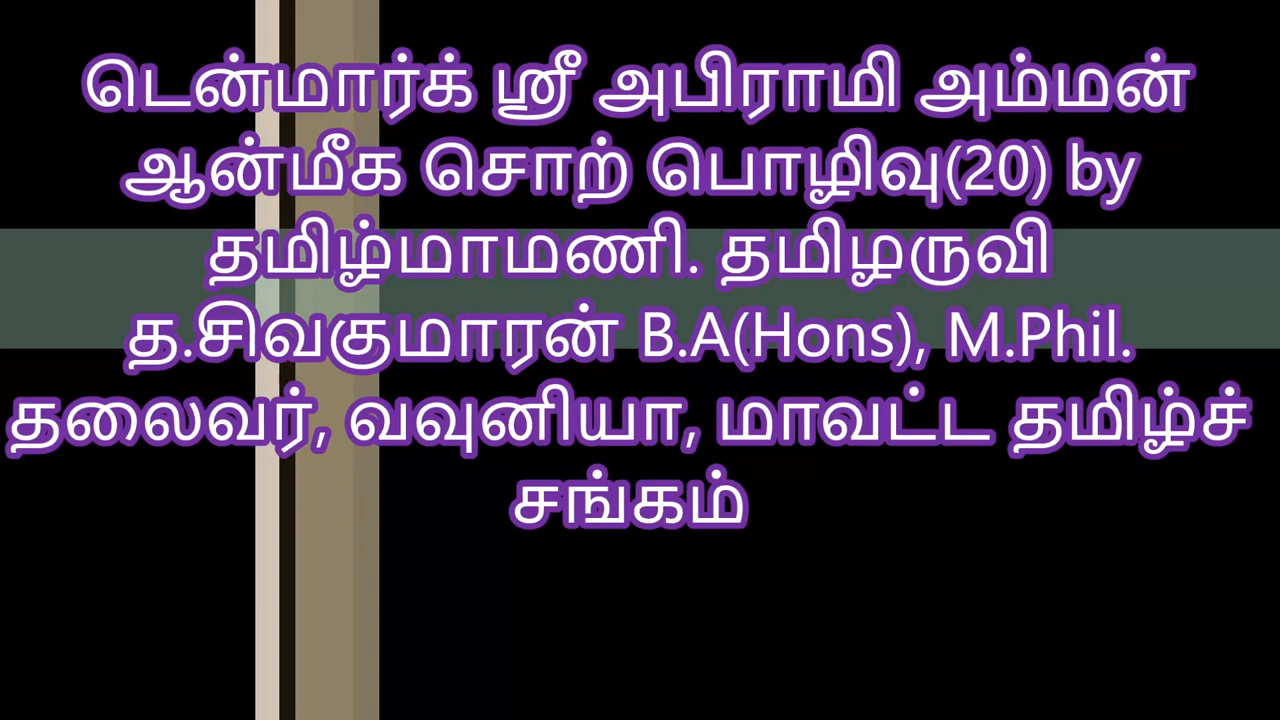 டென்மார்க் ஸ்ரீ அபிராமி அம்மன்
ஆன்மீக சொற் பொழிவு(20) by
தமிழ்மாமணி. தமிழருவி
த.சிவகுமாரன் B.A(Hons), M.Phil.
தலைவர், வவுனியா, மாவட்ட தமிழ்ச்
சங்கம்